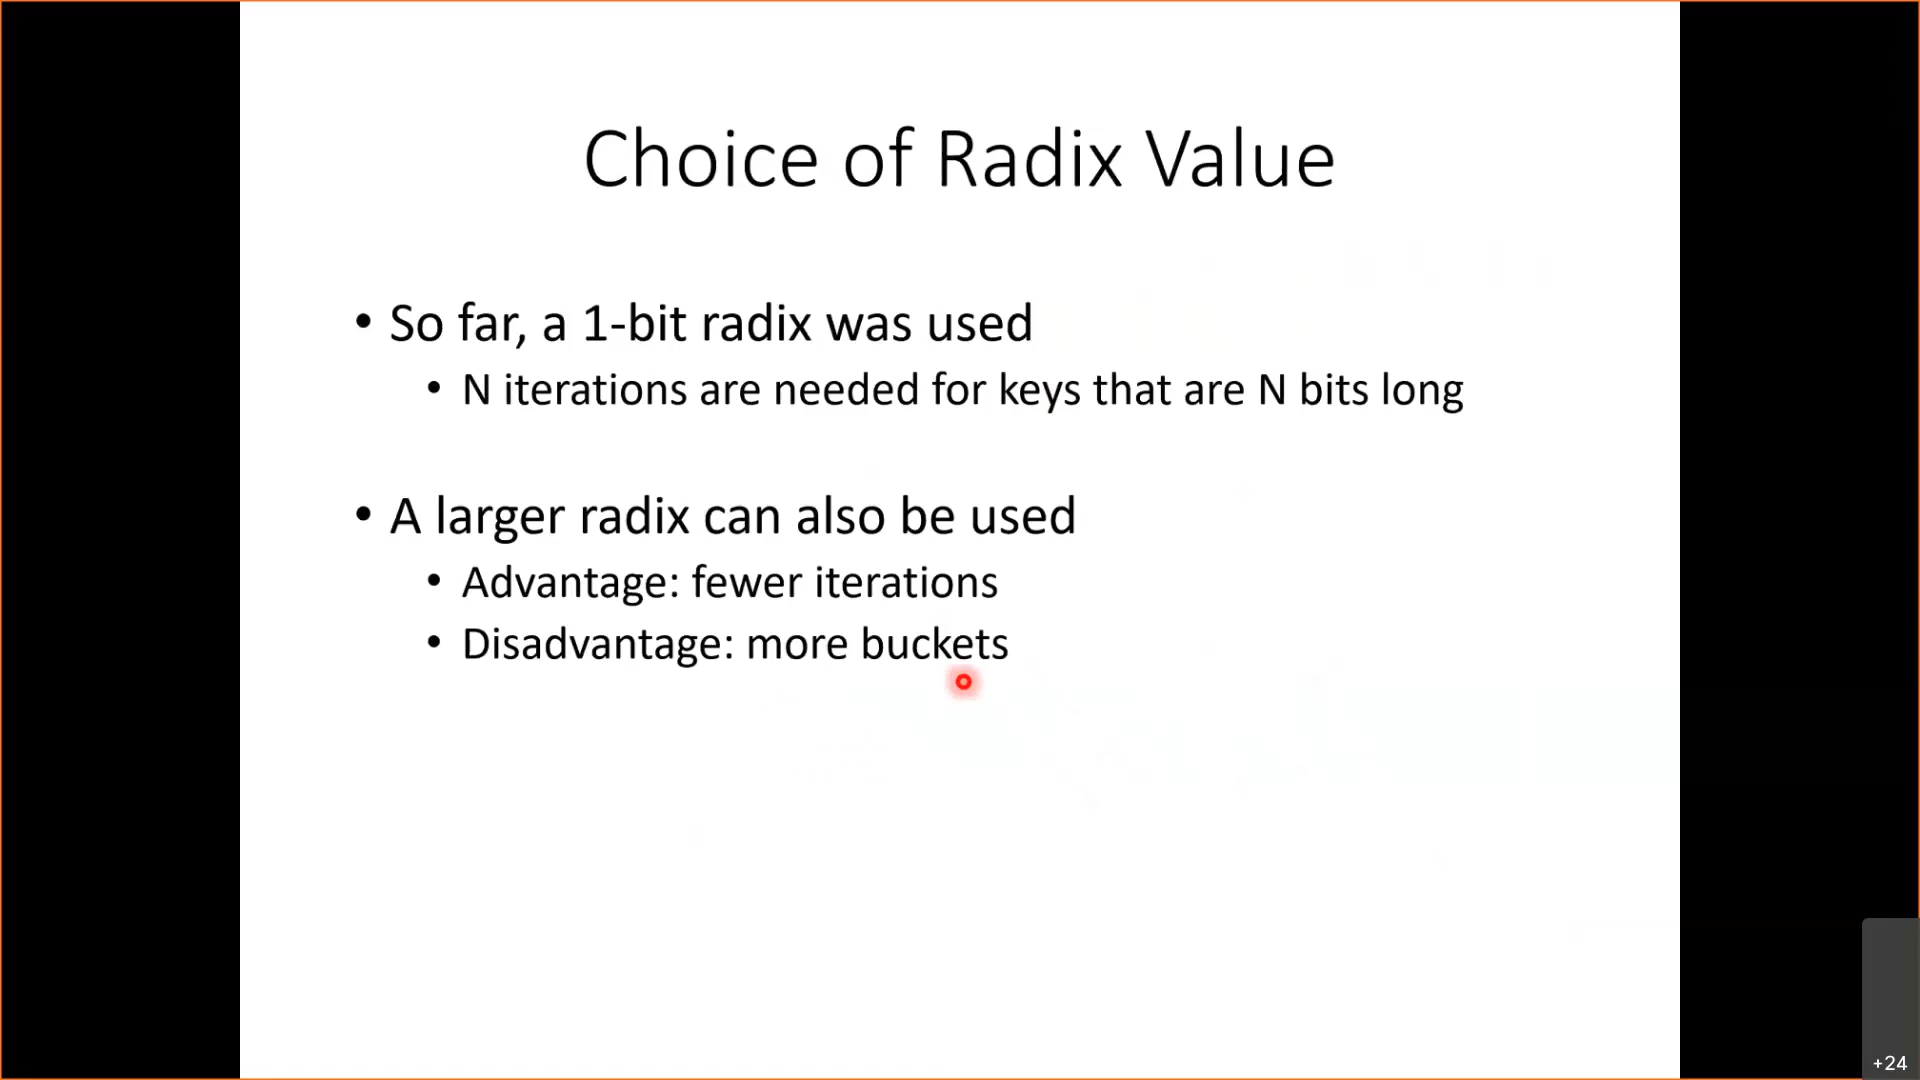 Choice of Radix Value
• So far, a 1-bit radix was used
• N iterations are needed for keys that are N bits long
• A larger radix can also be used
• Advantage: fewer iterations
• Disadvantage: more buckets
+24